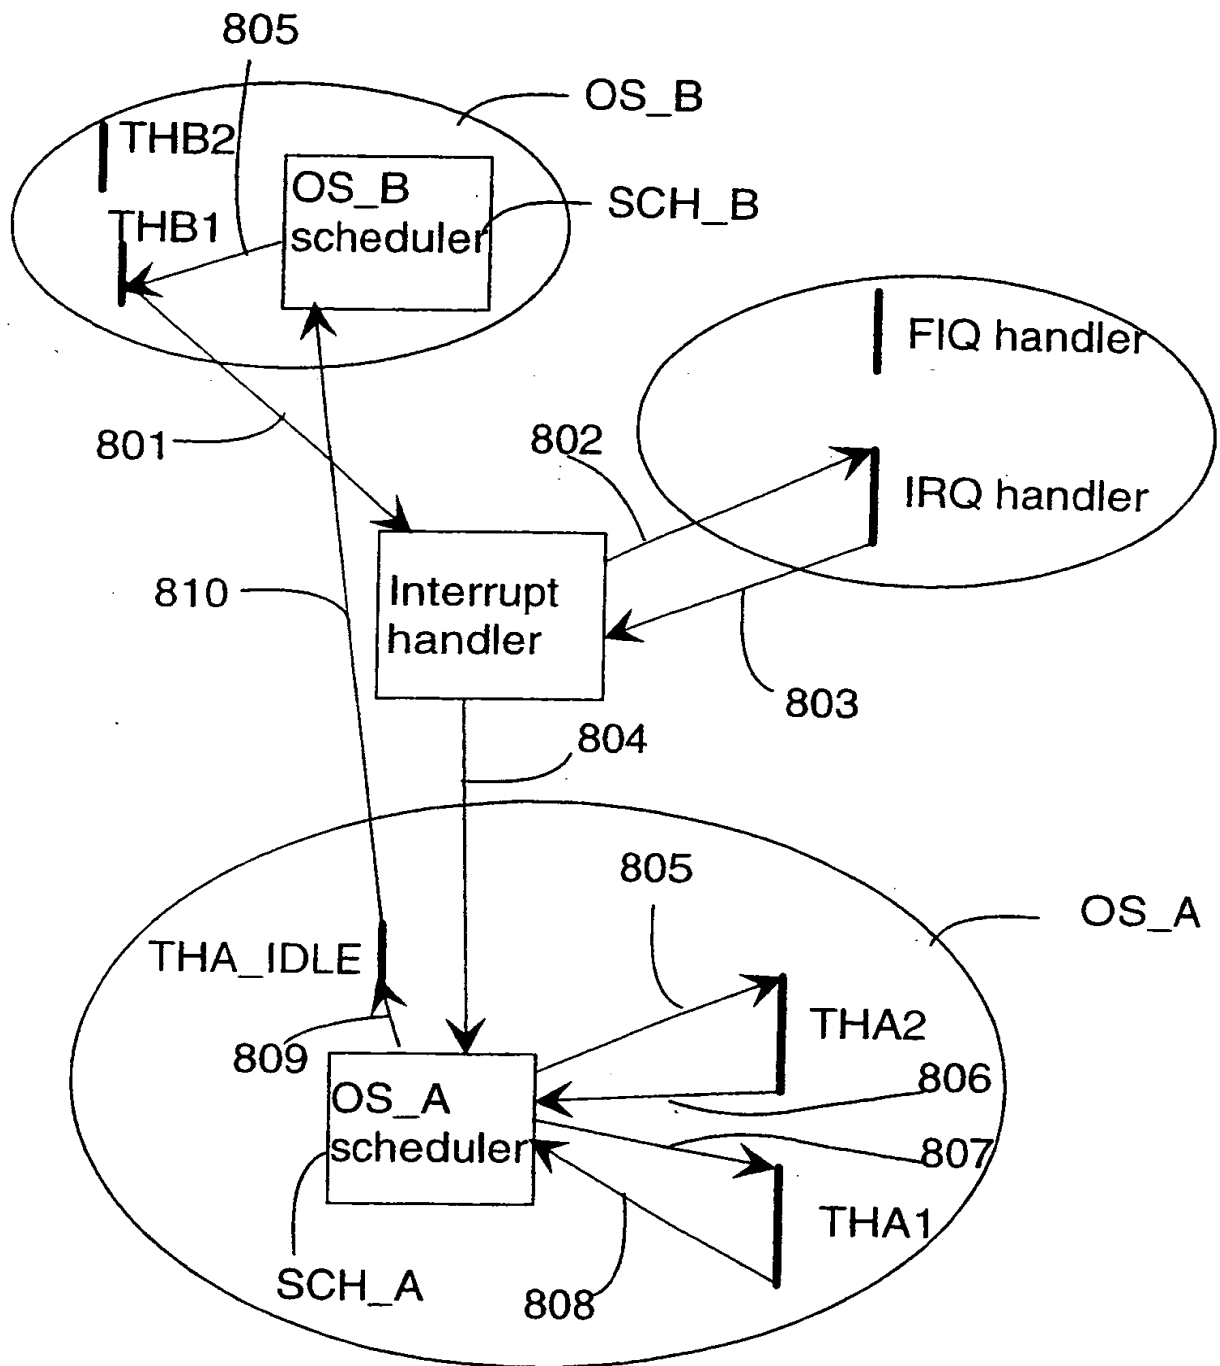 805
OS_B
THB2
OS_B
scheduler
SCH_B
THB1
FIQ handler
801
802
IRQ handler
810
Interrupt
handler
803
804
805
OS_A
THA_IDLE
THA2
809
806
OS_A
scheduler
807
THA1
SCH_A
808